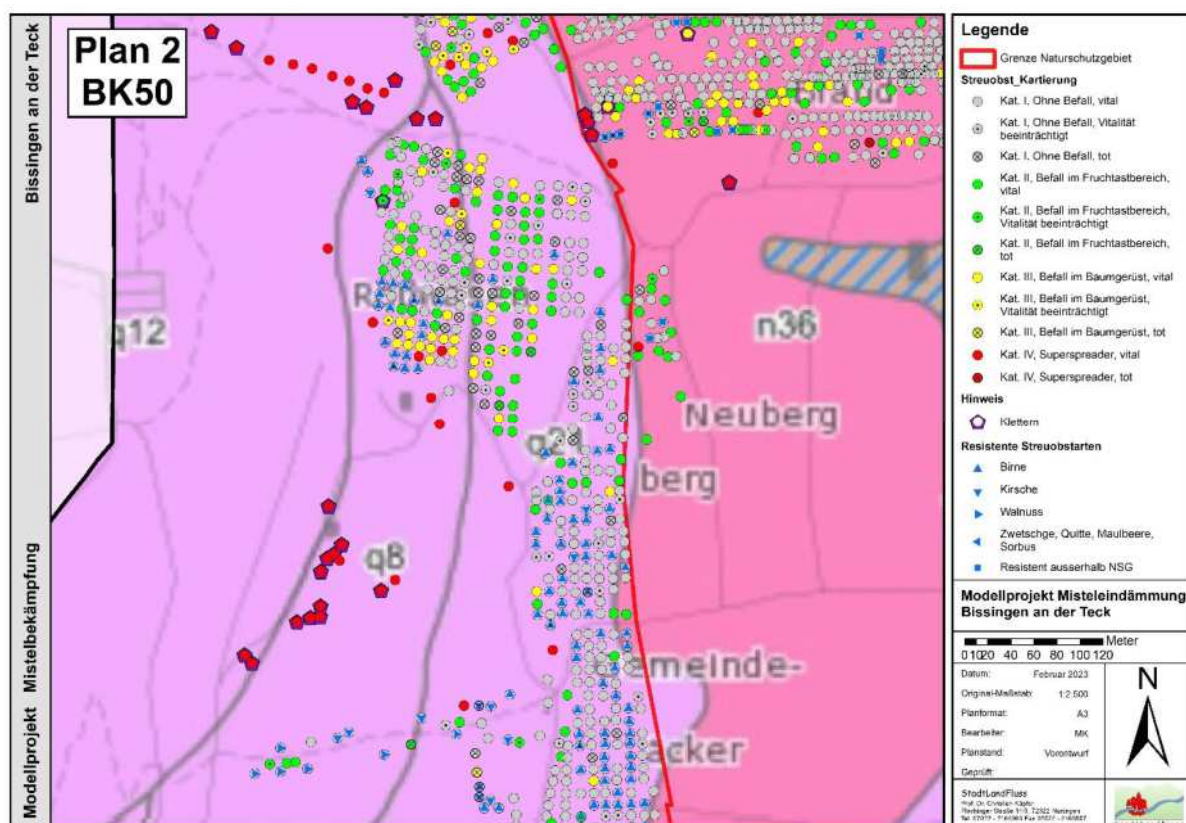 Plan 2
BK50
Bissingen an der Teck
Modellprojekt Mistelbekämpfung
q12
n36
Neuberg
q21
berg
q8
acker
Legende
Grenze Naturschutzgebiet
Streuobst_Kartierung
Kat. I, Ohne Befall, vital
Kat. I, Ohne Befall, Vitalität
beeinträchtigt
Kat. I, Ohne Befall, tot
Kat. II, Befall im Fruchtastbereich,
vital
Kat. II, Befall im Fruchtastbereich,
Vitalität beeinträchtigt
Kat. II, Befall im Fruchtastbereich,
tot
Kat. III, Befall im Baumgerüst, vital
Kat. III, Befall im Baumgerüst,
Vitalität beeinträchtigt
Kat. III, Befall im Baumgerüst, tot
Kat. IV, Superspreader, vital
Kat. IV, Superspreader, tot
Hinweis
Klettern
Resistente Streuobstarten
Birne
Kirsche
Walnuss
Zwetschge, Quitte, Maulbeere,
Sorbus
Resistent ausserhalb NSG
Modellprojekt Misteleindämmung
Bissingen an der Teck
Meter
0 10 20 40 60 80 100 120
Datum: Februar 2023
Original-Maßstab: 1:2.500
Planformat: A3
Bearbeiter: MK
Planstand: Vorentwurf
Geprüft:
N
StadtLandFluss